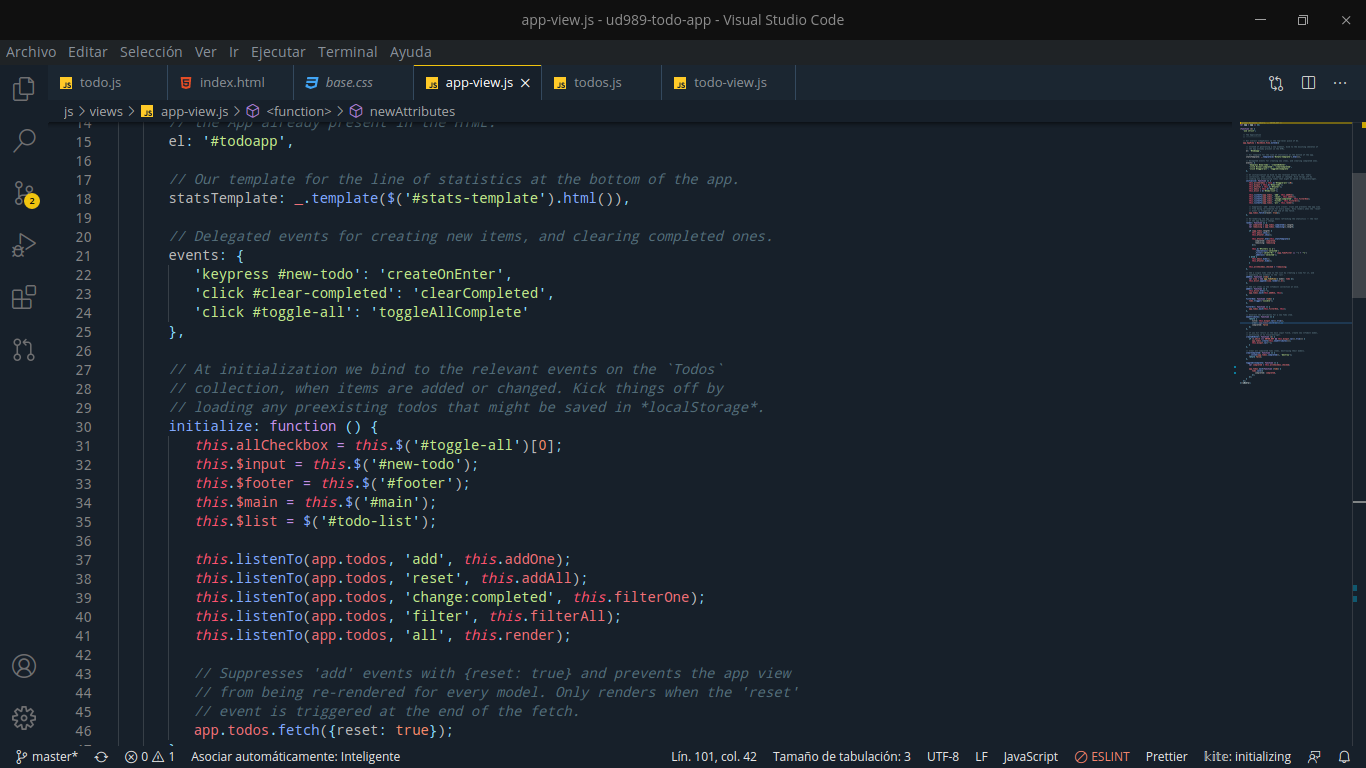 app-view.js - ud989-todo-app - Visual Studio Code
Archivo Editar Selección Ver Ir Ejecutar Terminal Ayuda
todo.js index.html base.css app-view.js todos.js todo-view.js
js > views > app-view.js > <function> > newAttributes
14 // the App already present in the HTML.
15 el: '#todoapp',
16
17 // Our template for the line of statistics at the bottom of the app.
18 statsTemplate: _.template($('#stats-template').html()),
19
20 // Delegated events for creating new items, and clearing completed ones.
21 events: {
22 'keypress #new-todo': 'createOnEnter',
23 'click #clear-completed': 'clearCompleted',
24 'click #toggle-all': 'toggleAllComplete'
25 },
26
27 // At initialization we bind to the relevant events on the `Todos`
28 // collection, when items are added or changed. Kick things off by
29 // loading any preexisting todos that might be saved in *localStorage*.
30 initialize: function () {
31 this.allCheckbox = this.$('#toggle-all')[0];
32 this.$input = this.$('#new-todo');
33 this.$footer = this.$('#footer');
34 this.$main = this.$('#main');
35 this.$list = $('#todo-list');
36
37 this.listenTo(app.todos, 'add', this.addOne);
38 this.listenTo(app.todos, 'reset', this.addAll);
39 this.listenTo(app.todos, 'change:completed', this.filterOne);
40 this.listenTo(app.todos, 'filter', this.filterAll);
41 this.listenTo(app.todos, 'all', this.render);
42
43 // Suppresses 'add' events with {reset: true} and prevents the app view
44 // from being re-rendered for every model. Only renders when the 'reset'
45 // event is triggered at the end of the fetch.
46 app.todos.fetch({reset: true});
2
master* 0 1 Asociar automáticamente: Inteligente Lín. 101, col. 42 Tamaño de tabulación: 3 UTF-8 LF JavaScript ESLINT Prettier kite: initializing